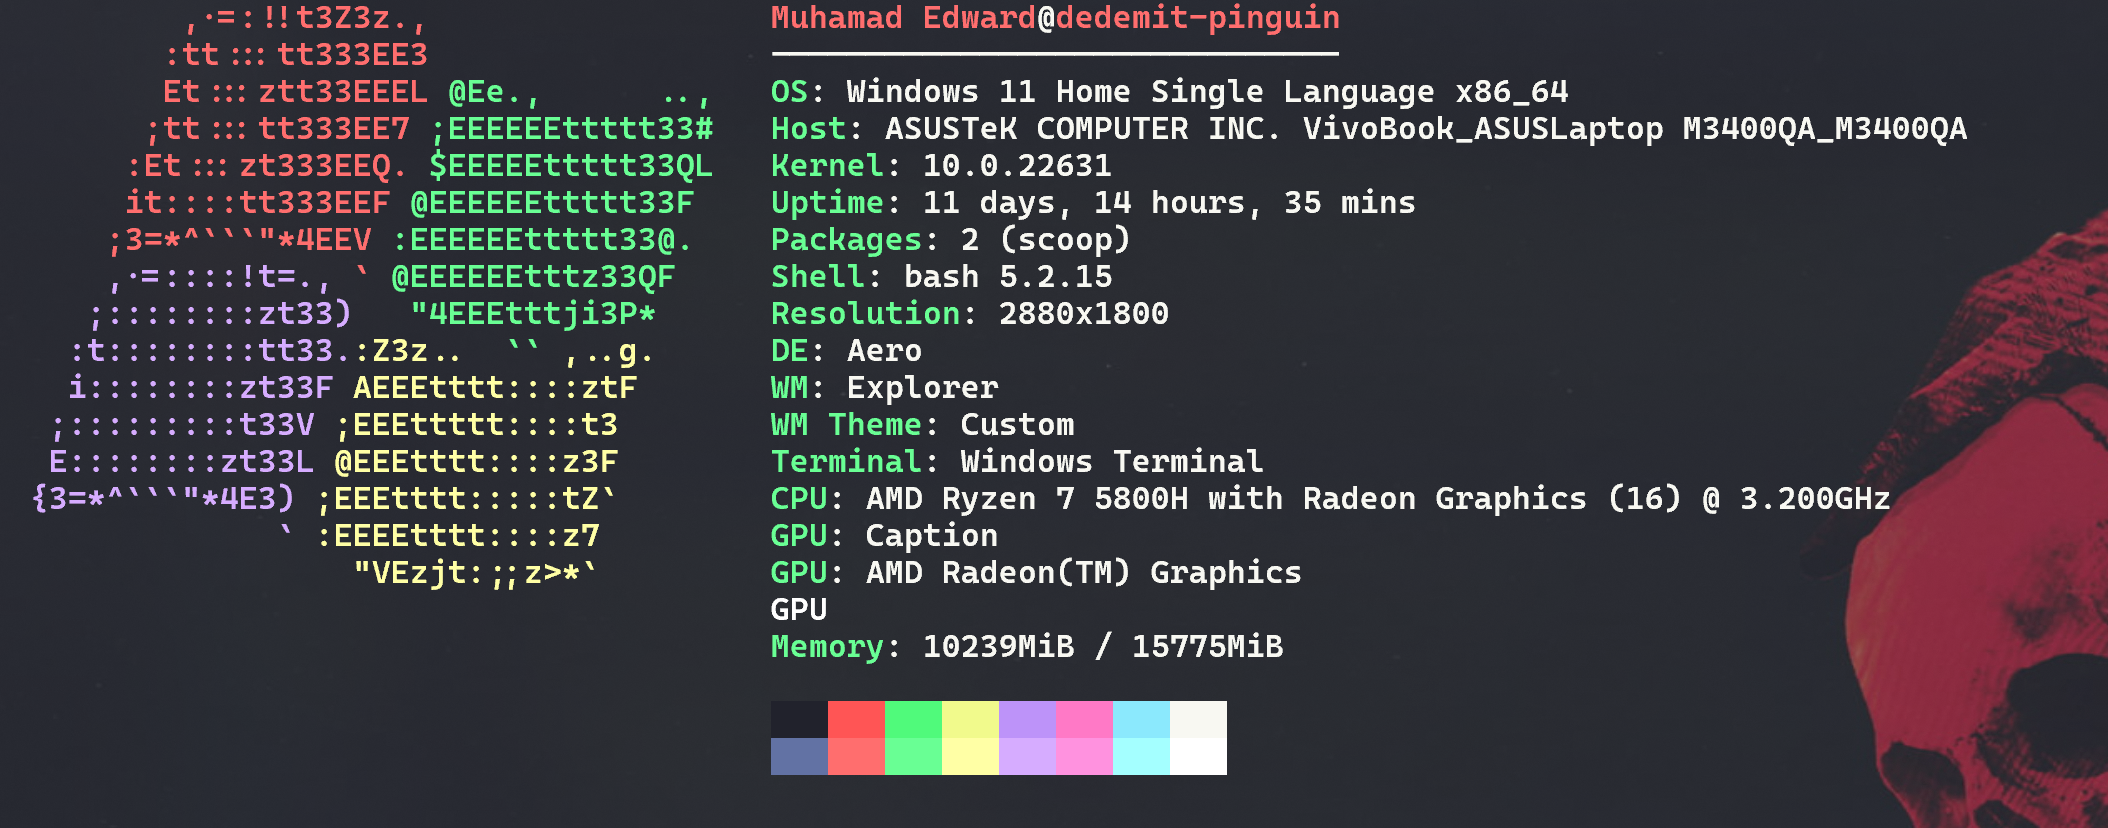 ,.=:!!t3Z3z.,
:tt:::tt333EE3
Et:::ztt33EEEL @Ee., ..,
;tt:::tt333EE7 ;EEEEEEttttt33#
:Et:::zt333EEQ. $EEEEEttttt33QL
it::::tt333EEF @EEEEEEttttt33F
;3=*^```"*4EEV :EEEEEEttttt33@.
,.=::::!t=., ` @EEEEEEtttz33QF
;::::::::zt33) "4EEEtttji3P*
:t::::::::tt33.:Z3z.. `` ,..g.
i::::::::zt33F AEEEtttt::::ztF
;:::::::::t33V ;EEEttttt::::t3
E::::::::zt33L @EEEtttt::::z3F
{3=*^```"*4E3) ;EEEtttt:::::tZ`
` :EEEEtttt::::z7
"VEzjt:;;z>*`
Muhamad Edward@dedemit-pinguin
OS: Windows 11 Home Single Language x86_64
Host: ASUSTeK COMPUTER INC. VivoBook_ASUSLaptop M3400QA_M3400QA
Kernel: 10.0.22631
Uptime: 11 days, 14 hours, 35 mins
Packages: 2 (scoop)
Shell: bash 5.2.15
Resolution: 2880x1800
DE: Aero
WM: Explorer
WM Theme: Custom
Terminal: Windows Terminal
CPU: AMD Ryzen 7 5800H with Radeon Graphics (16) @ 3.200GHz
GPU: Caption
GPU: AMD Radeon(TM) Graphics
GPU
Memory: 10239MiB / 15775MiB